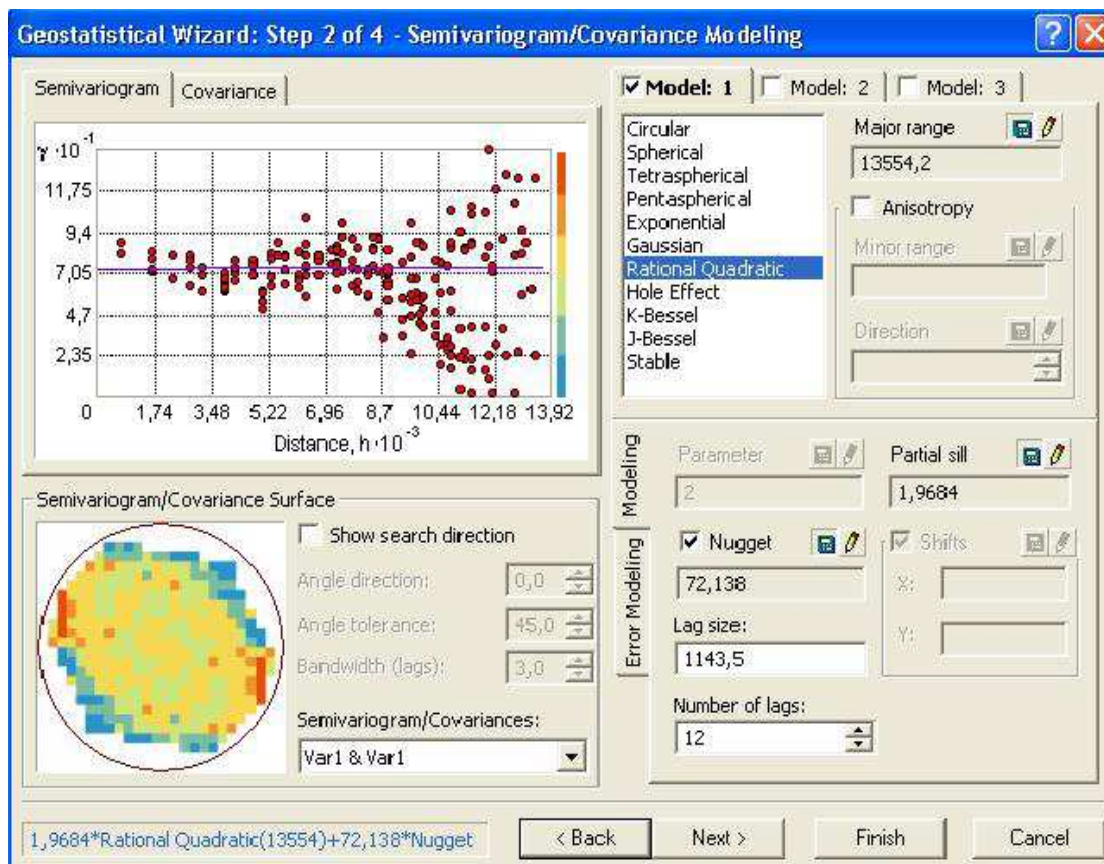 Geostatistical Wizard: Step 2 of 4 - Semivariogram/Covariance Modeling
Semivariogram
Covariance
γ·10⁻¹
11,75
9,4
7,05
4,7
2,35
0
1,74
3,48
5,22
6,96
8,7
10,44
12,18
13,92
Distance, h·10⁻³
Model: 1
Model: 2
Model: 3
Circular
Spherical
Tetraspherical
Pentaspherical
Exponential
Gaussian
Rational Quadratic
Hole Effect
K-Bessel
J-Bessel
Stable
Major range
13554,2
Anisotropy
Minor range
Direction
Semivariogram/Covariance Surface
Show search direction
Angle direction:
0,0
Angle tolerance:
45,0
Bandwidth (lags):
3,0
Semivariogram/Covariances:
Var1 & Var1
Modeling
Error Modeling
Parameter
2
Partial sill
1,9684
Nugget
72,138
Shifts
X:
Y:
Lag size:
1143,5
Number of lags:
12
1,9684*Rational Quadratic(13554)+72,138*Nugget
< Back
Next >
Finish
Cancel